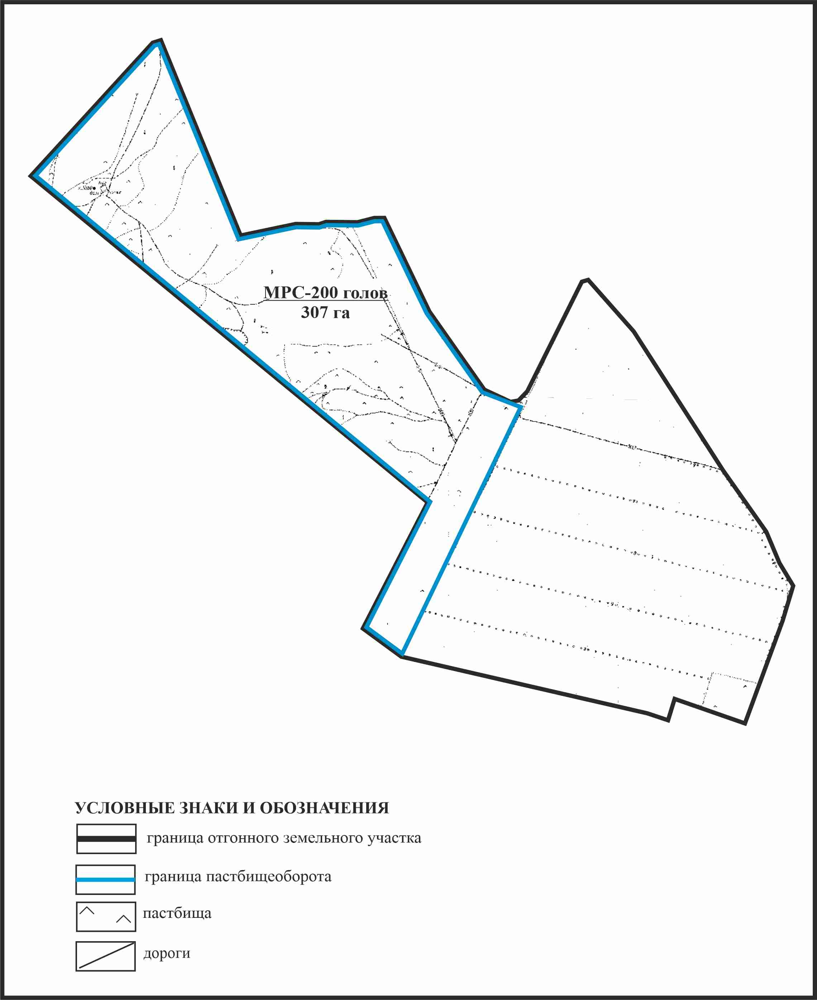 МРС-200 голов
307 га
УСЛОВНЫЕ ЗНАКИ И ОБОЗНАЧЕНИЯ
граница отгонного земельного участка
граница пастбищеоборота
пастбища
дороги